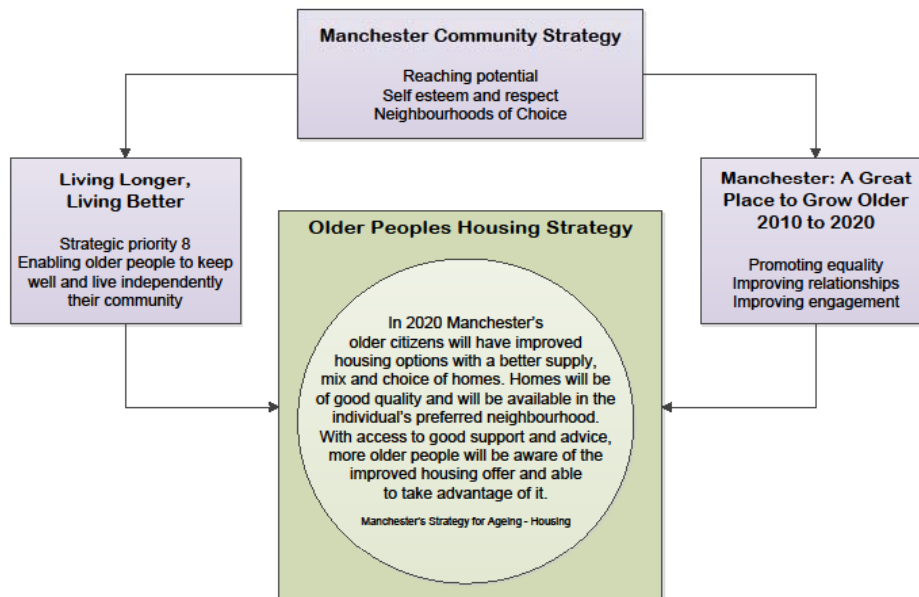 Manchester Community Strategy
Reaching potential
Self esteem and respect
Neighbourhoods of Choice
Living Longer,
Living Better
Strategic priority 8
Enabling older people to keep
well and live independently
their community
Manchester: A Great
Place to Grow Older
2010 to 2020
Promoting equality
Improving relationships
Improving engagement
Older Peoples Housing Strategy
In 2020 Manchester's
older citizens will have improved
housing options with a better supply,
mix and choice of homes. Homes will be
of good quality and will be available in the
individual's preferred neighbourhood.
With access to good support and advice,
more older people will be aware of the
improved housing offer and able
to take advantage of it.
Manchester's Strategy for Ageing - Housing